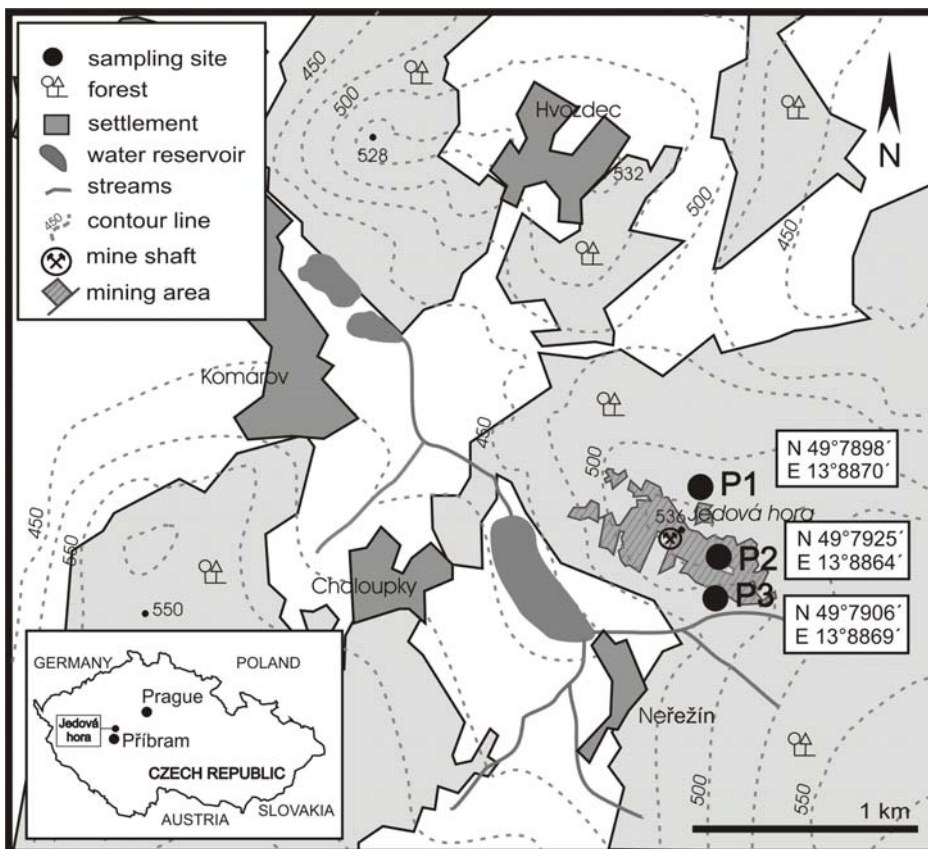 sampling site
forest
settlement
water reservoir
streams
450
contour line
mine shaft
mining area
450
500
528
Hvozdec
532
500
450
N
Komárov
450
500
N 49°7898´
E 13°8870´
P1
Jedová hora
536
P2
N 49°7925´
E 13°8864´
P3
N 49°7906´
E 13°8869´
450
550
550
Chaloupky
Neřežín
500
550
1 km
GERMANY
POLAND
Prague
Jedová
hora
Příbram
CZECH REPUBLIC
AUSTRIA
SLOVAKIA